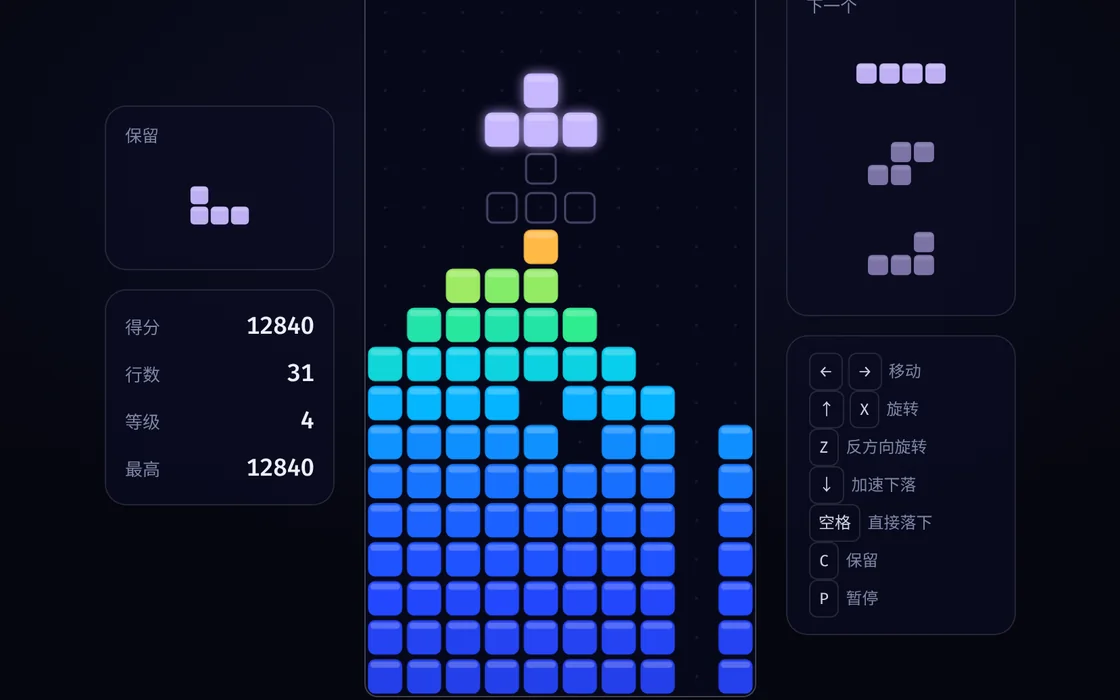 保留
得分 12840
行数 31
等级 4
最高 12840
下一个
← → 移动
↑ X 旋转
Z 反方向旋转
↓ 加速下落
空格 直接落下
C 保留
P 暂停